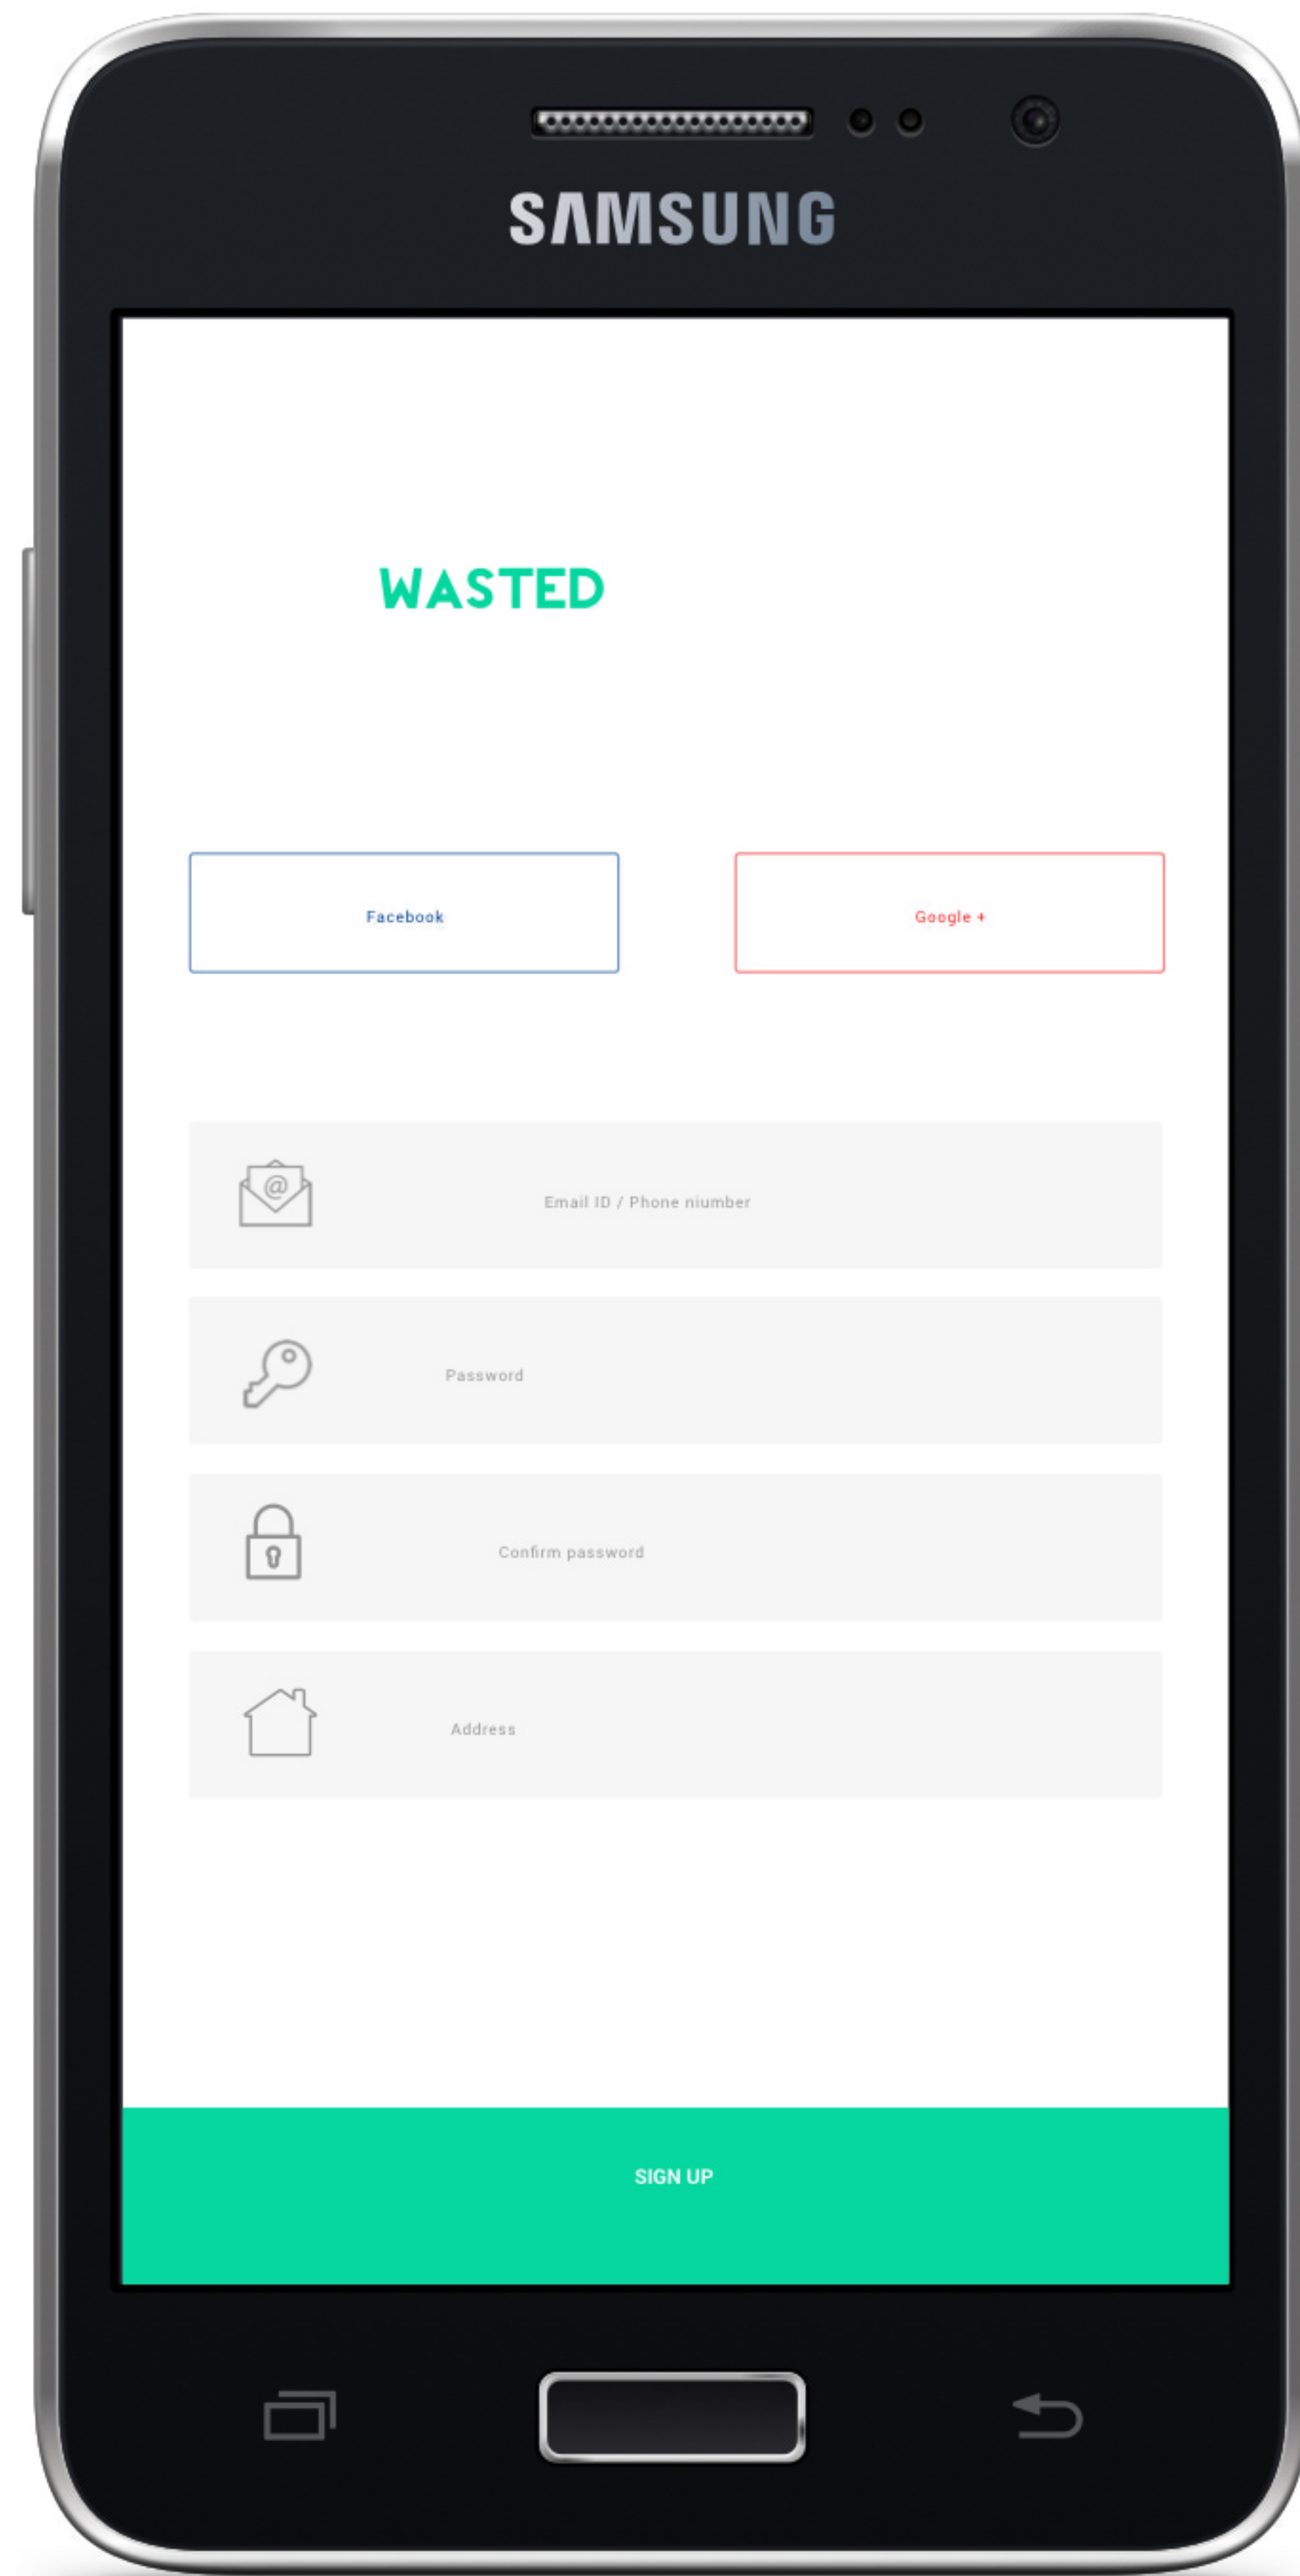 SAMSUNG
WASTED
Facebook
Google +
@
Email ID / Phone niumber
Password
Confirm password
Address
SIGN UP